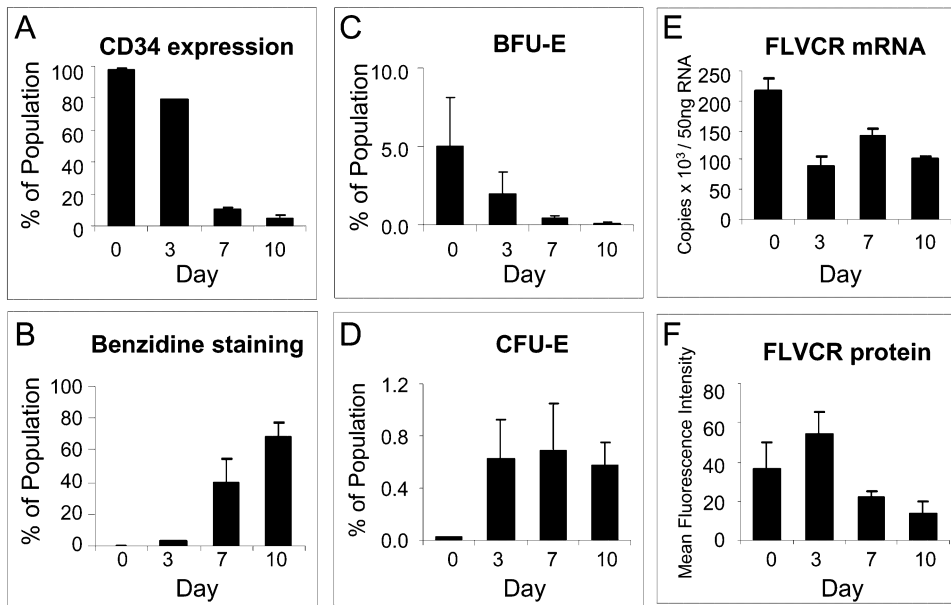 A
CD34 expression
% of Population
100
80
60
40
20
0
0 3 7 10
Day
B
Benzidine staining
% of Population
100
80
60
40
20
0
0 3 7 10
Day
C
BFU-E
% of Population
10.0
5.0
0.0
0 3 7 10
Day
D
CFU-E
% of Population
1.2
0.8
0.4
0.0
0 3 7 10
Day
E
FLVCR mRNA
Copies x 10³ / 50ng RNA
250
200
150
100
50
0
0 3 7 10
Day
F
FLVCR protein
Mean Fluorescence Intensity
80
60
40
20
0
0 3 7 10
Day